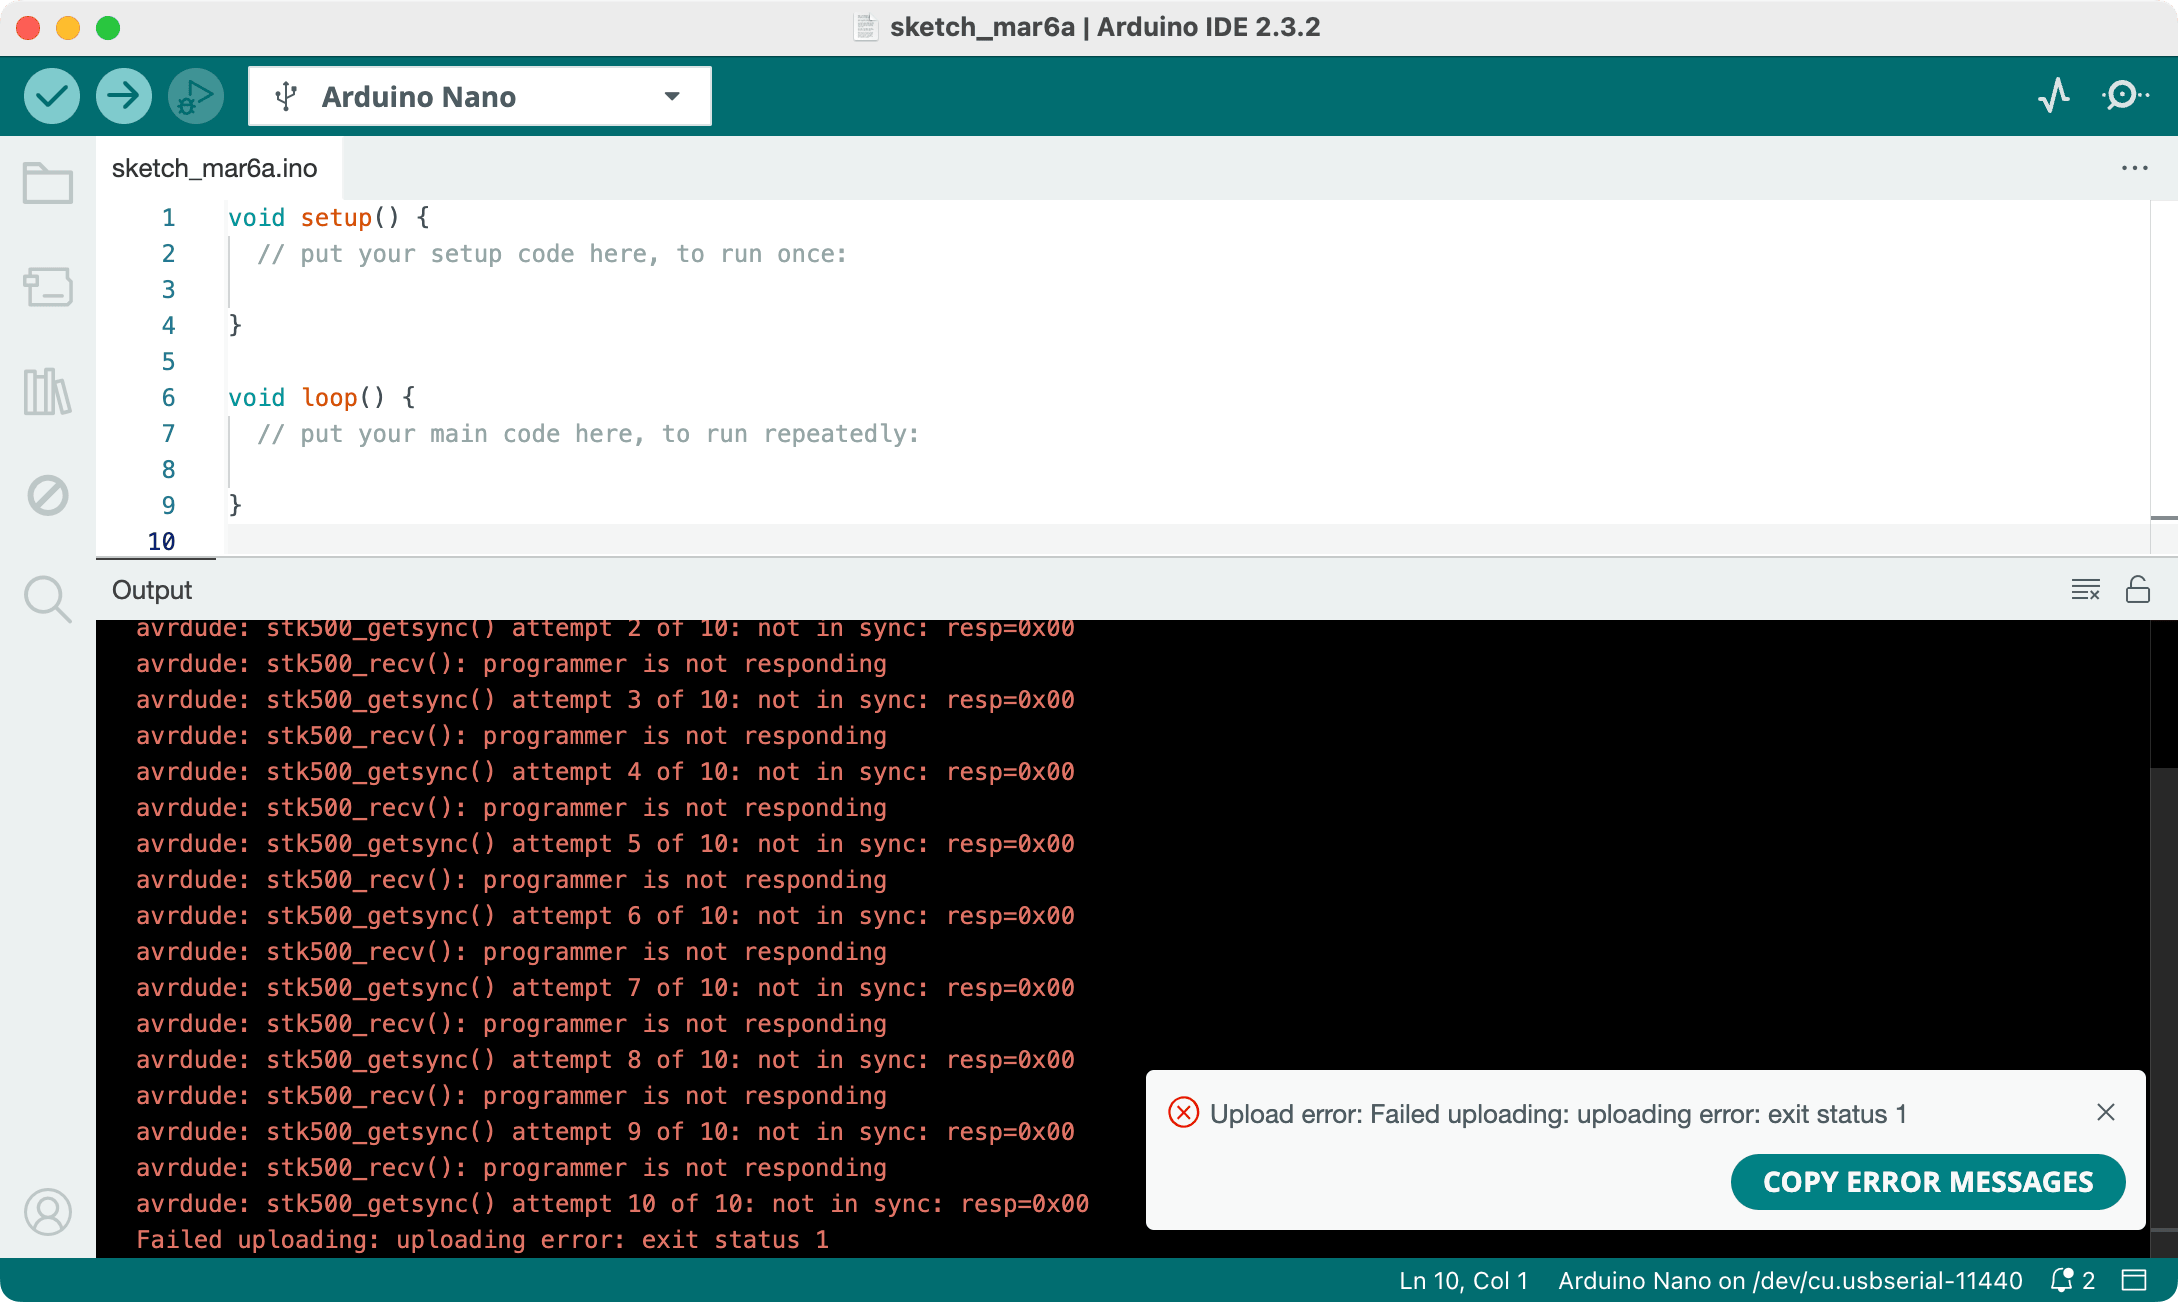 sketch_mar6a | Arduino IDE 2.3.2
Arduino Nano
sketch_mar6a.ino
1 void setup() {
2 // put your setup code here, to run once:
3
4 }
5
6 void loop() {
7 // put your main code here, to run repeatedly:
8
9 }
10
Output
avrdude: stk500_getsync() attempt 2 of 10: not in sync: resp=0x00
avrdude: stk500_recv(): programmer is not responding
avrdude: stk500_getsync() attempt 3 of 10: not in sync: resp=0x00
avrdude: stk500_recv(): programmer is not responding
avrdude: stk500_getsync() attempt 4 of 10: not in sync: resp=0x00
avrdude: stk500_recv(): programmer is not responding
avrdude: stk500_getsync() attempt 5 of 10: not in sync: resp=0x00
avrdude: stk500_recv(): programmer is not responding
avrdude: stk500_getsync() attempt 6 of 10: not in sync: resp=0x00
avrdude: stk500_recv(): programmer is not responding
avrdude: stk500_getsync() attempt 7 of 10: not in sync: resp=0x00
avrdude: stk500_recv(): programmer is not responding
avrdude: stk500_getsync() attempt 8 of 10: not in sync: resp=0x00
avrdude: stk500_recv(): programmer is not responding
avrdude: stk500_getsync() attempt 9 of 10: not in sync: resp=0x00
avrdude: stk500_recv(): programmer is not responding
avrdude: stk500_getsync() attempt 10 of 10: not in sync: resp=0x00
Failed uploading: uploading error: exit status 1
Upload error: Failed uploading: uploading error: exit status 1
COPY ERROR MESSAGES
Ln 10, Col 1 Arduino Nano on /dev/cu.usbserial-11440 2